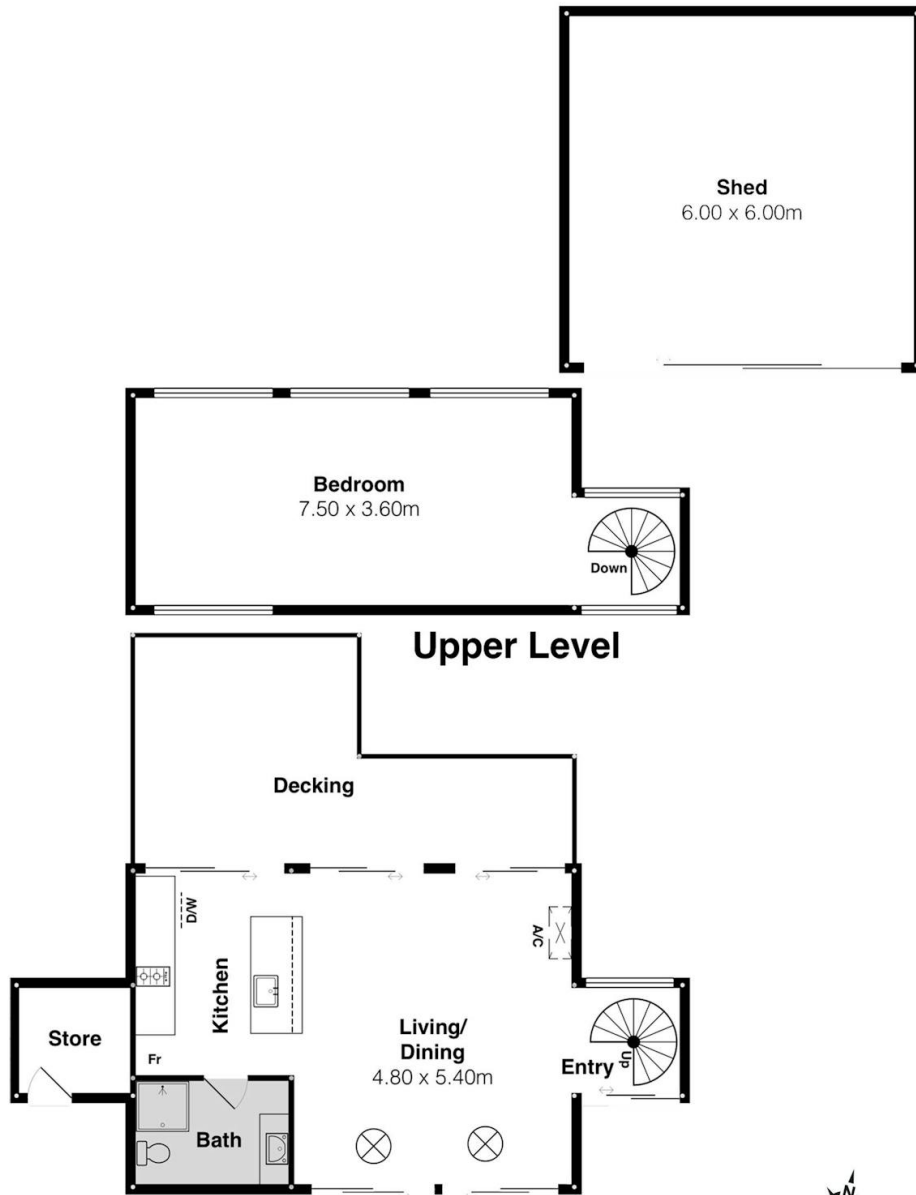 Shed
6.00 x 6.00m
Bedroom
7.50 x 3.60m
Down
Upper Level
Decking
D/W
A/C
Kitchen
Store
Fr
Living/
Dining
4.80 x 5.40m
Entry
Up
Bath
N